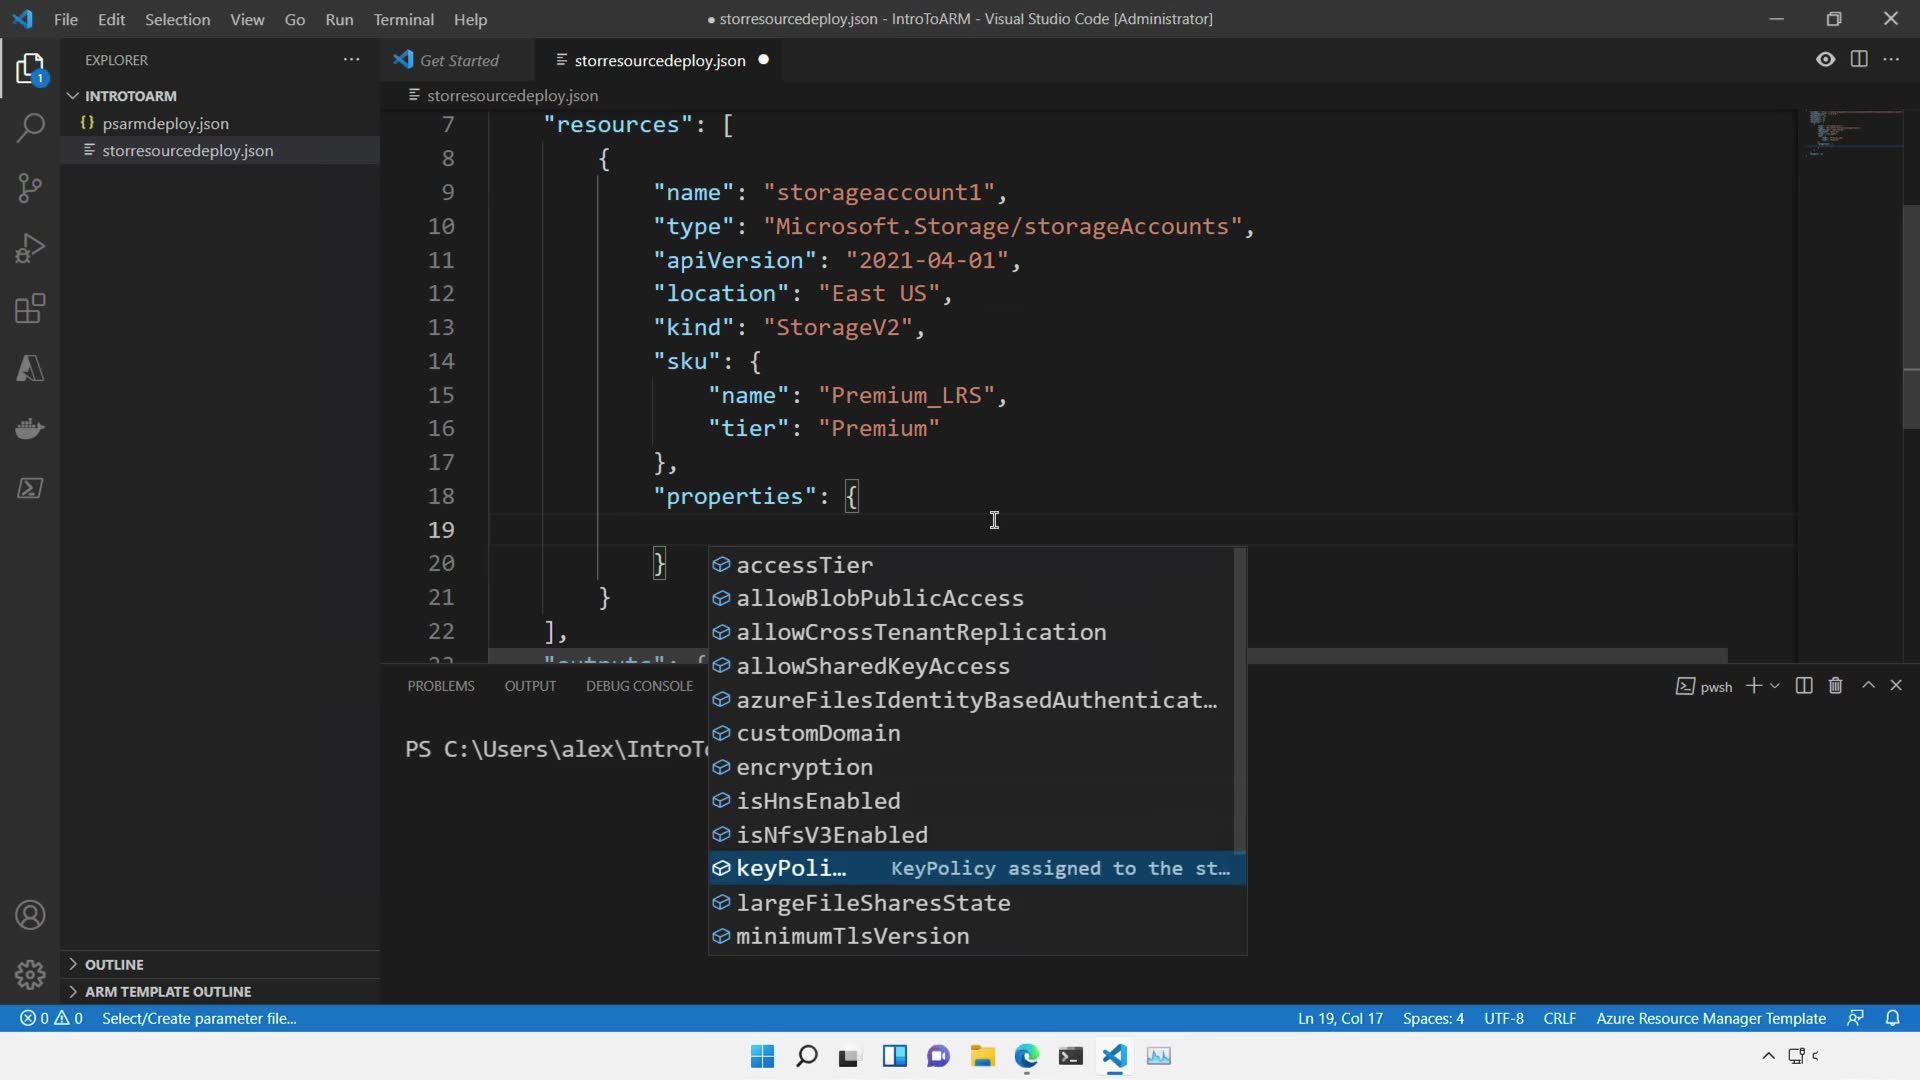 File Edit Selection View Go Run Terminal Help
● storresourcedeploy.json - IntroToARM - Visual Studio Code [Administrator]
EXPLORER
Get Started
storresourcedeploy.json
INTROTOARM
storresourcedeploy.json
psarmdeploy.json
storresourcedeploy.json
1
7 "resources": [
8 {
9 "name": "storageaccount1",
10 "type": "Microsoft.Storage/storageAccounts",
11 "apiVersion": "2021-04-01",
12 "location": "East US",
13 "kind": "StorageV2",
14 "sku": {
15 "name": "Premium_LRS",
16 "tier": "Premium"
17 },
18 "properties": {
19
20 }
21 }
22 ],
23 "outputs": {
accessTier
allowBlobPublicAccess
allowCrossTenantReplication
allowSharedKeyAccess
azureFilesIdentityBasedAuthenticat…
customDomain
encryption
isHnsEnabled
isNfsV3Enabled
keyPoli… KeyPolicy assigned to the st…
largeFileSharesState
minimumTlsVersion
PROBLEMS OUTPUT DEBUG CONSOLE
pwsh
PS C:\Users\alex\IntroTo
OUTLINE
ARM TEMPLATE OUTLINE
0 0 Select/Create parameter file...
Ln 19, Col 17 Spaces: 4 UTF-8 CRLF Azure Resource Manager Template